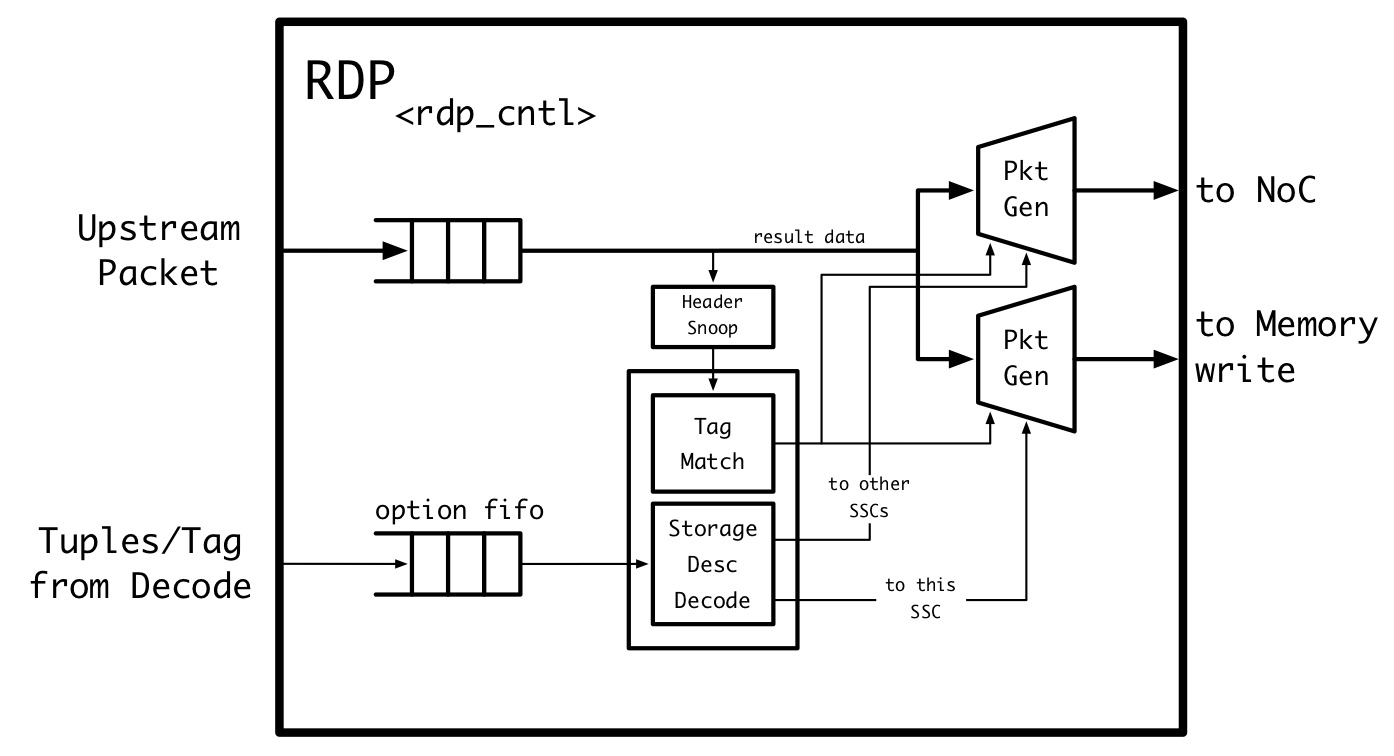 RDP
<rdp_cntl>
Upstream
Packet
result data
Pkt
Gen
to NoC
Header
Snoop
Pkt
Gen
to Memory
write
Tag
Match
to other
SSCs
option fifo
Tuples/Tag
from Decode
Storage
Desc
Decode
to this
SSC